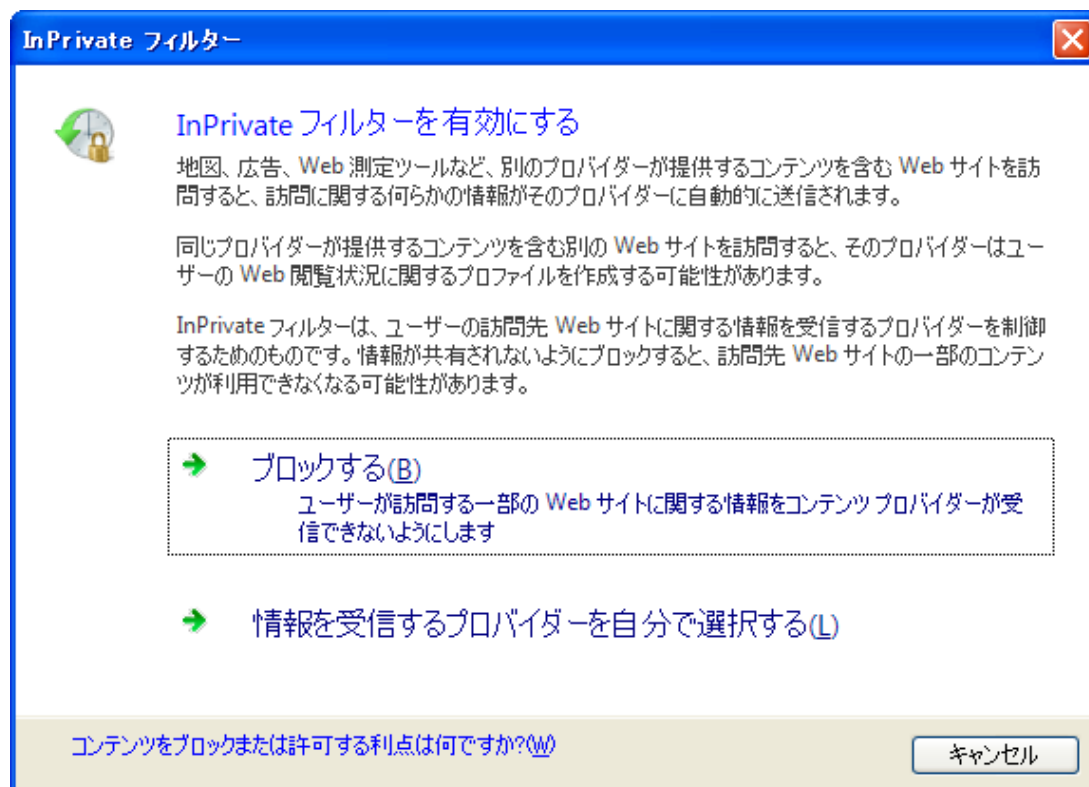 InPrivate フィルター
InPrivate フィルターを有効にする
地図、広告、Web 測定ツールなど、別のプロバイダーが提供するコンテンツを含む Web サイトを訪
問すると、訪問に関する何らかの情報がそのプロバイダーに自動的に送信されます。
同じプロバイダーが提供するコンテンツを含む別の Web サイトを訪問すると、そのプロバイダーはユー
ザーの Web 閲覧状況に関するプロファイルを作成する可能性があります。
InPrivate フィルターは、ユーザーの訪問先 Web サイトに関する情報を受信するプロバイダーを制御
するためのものです。情報が共有されないようにブロックすると、訪問先 Web サイトの一部のコンテン
ツが利用できなくなる可能性があります。
ブロックする(B)
ユーザーが訪問する一部の Web サイトに関する情報をコンテンツ プロバイダーが受
信できないようにします
情報を受信するプロバイダーを自分で選択する(L)
コンテンツをブロックまたは許可する利点は何ですか?(W)
キャンセル